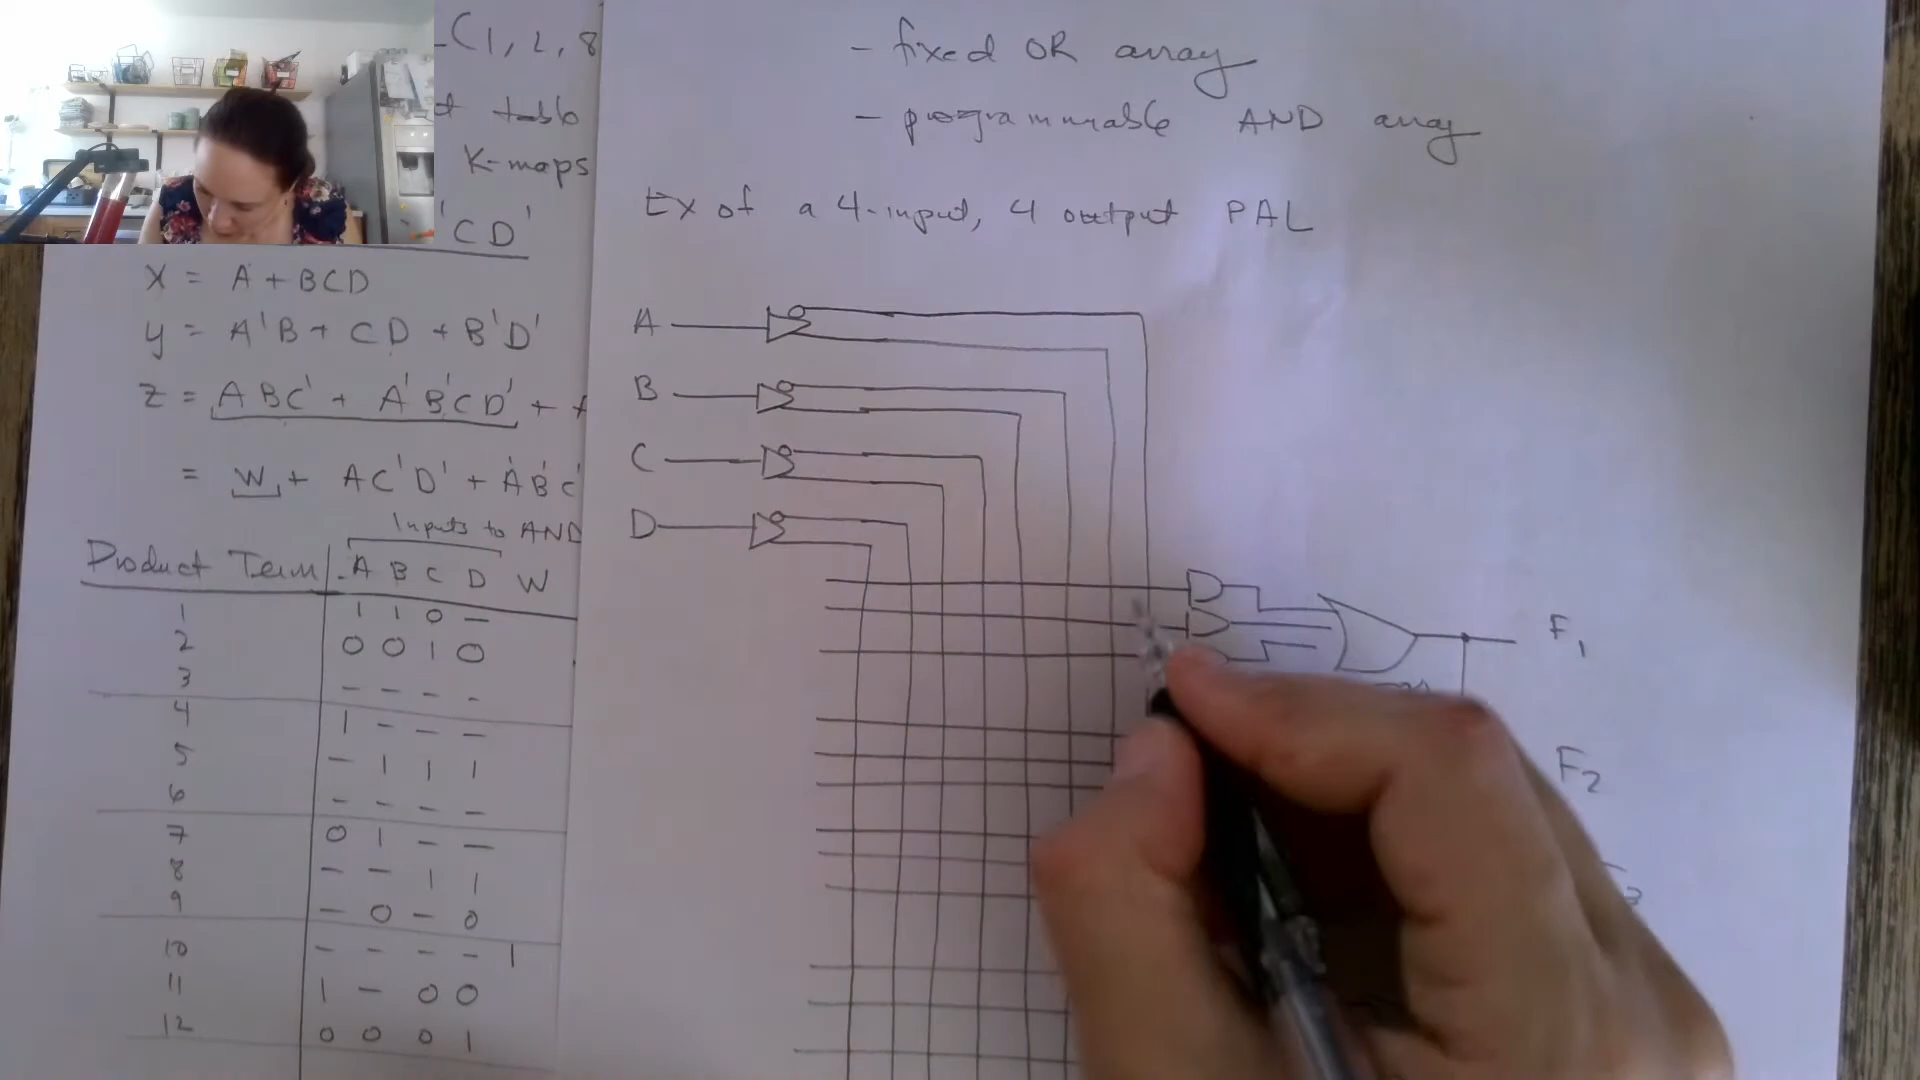 (1, 2, 8
table
K-maps
'CD'
X = A + BCD
y = A'B + CD + B'D'
Z = ABC' + A'B'CD' +
= W + AC'D' + A'B'C'
Inputs to AND
Product Term A B C D W
1 1 1 0 -
2 0 0 1 0
3 - - - -
4 1 - - -
5 - 1 1 1
6 - - - -
7 0 1 - -
8 - - 1 1
9 - 0 - 0
10 - - - - 1
11 1 - 0 0
12 0 0 0 1
- fixed OR array
- programmable AND array
Ex of a 4-input, 4 output PAL
A
B
C
D
F1
F2
3